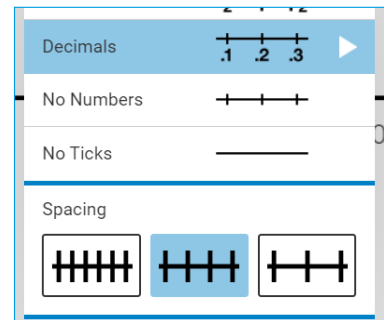 Decimals
.1 .2 .3
No Numbers
No Ticks
Spacing